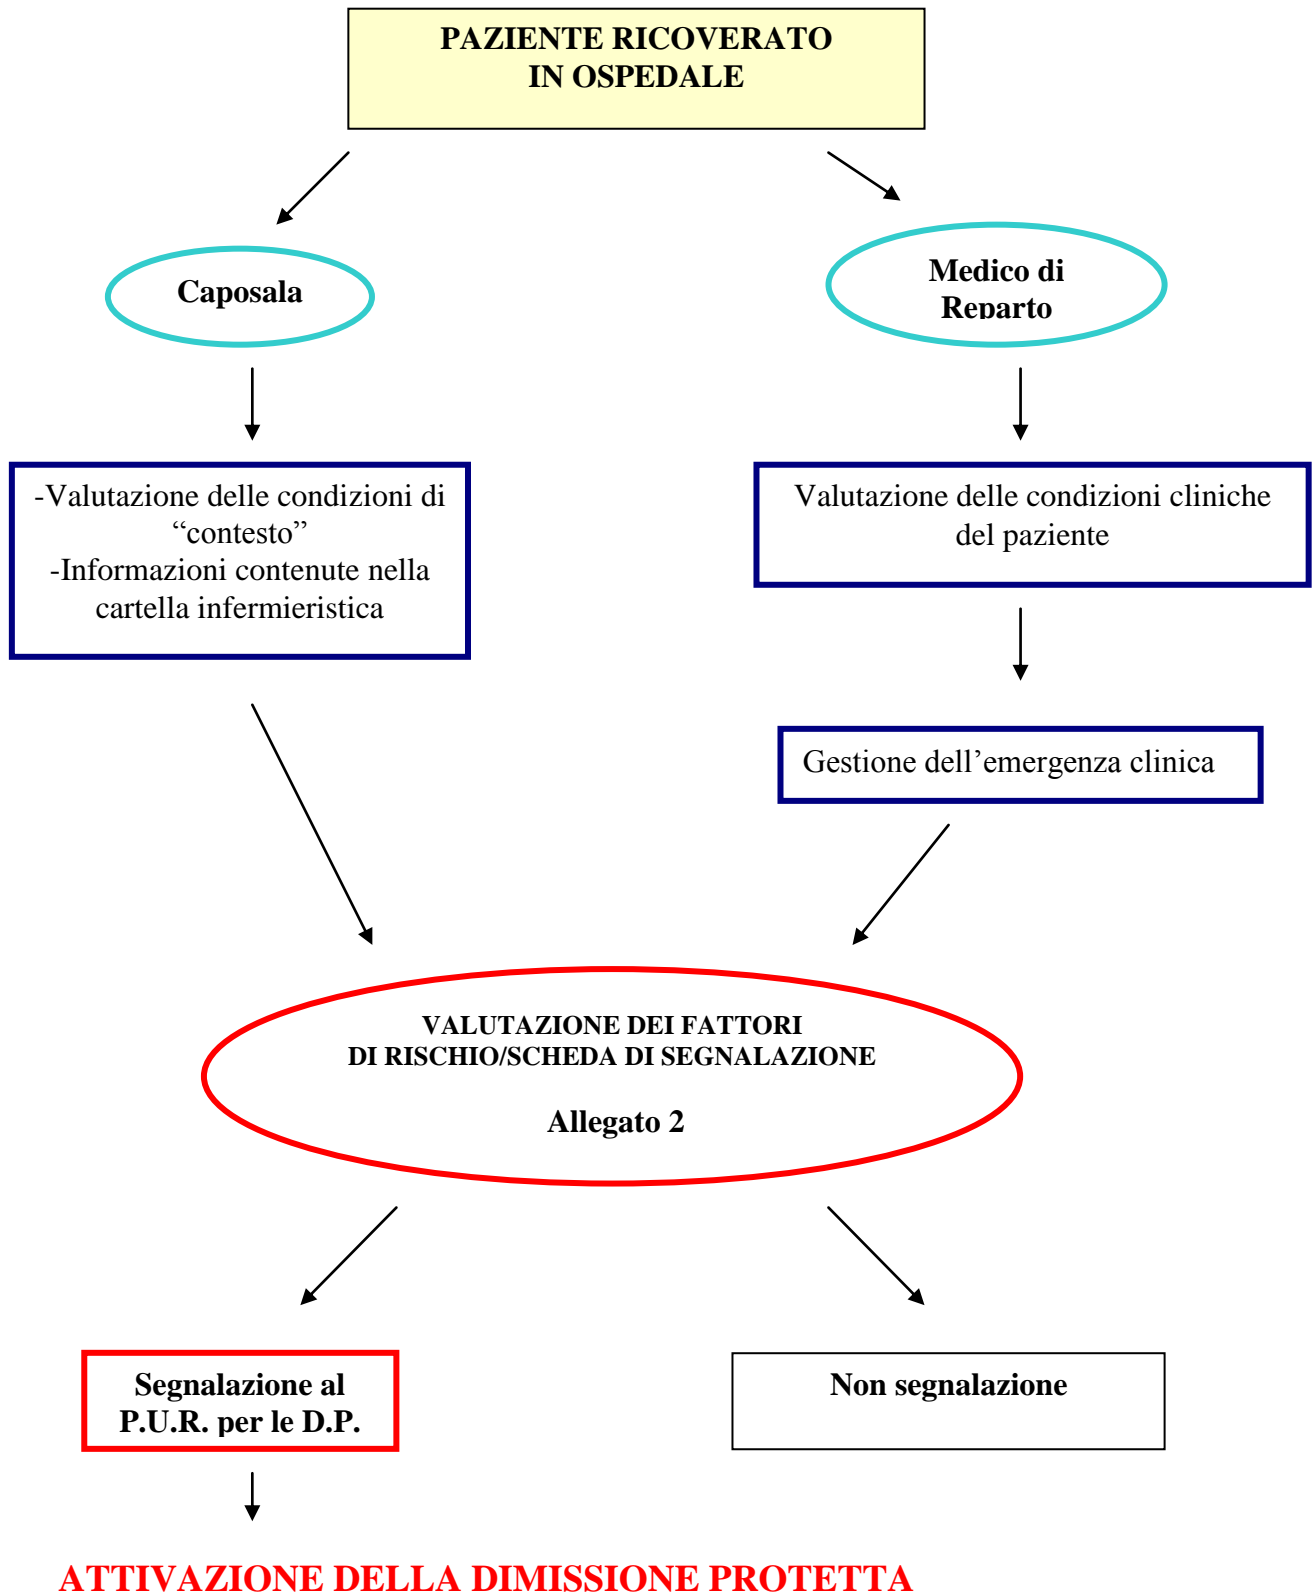 PAZIENTE RICOVERATO
IN OSPEDALE
Caposala
Medico di
Reparto
-Valutazione delle condizioni di
“contesto”
-Informazioni contenute nella
cartella infermieristica
Valutazione delle condizioni cliniche
del paziente
Gestione dell’emergenza clinica
VALUTAZIONE DEI FATTORI
DI RISCHIO/SCHEDA DI SEGNALAZIONE
Allegato 2
Segnalazione al
P.U.R. per le D.P.
Non segnalazione
ATTIVAZIONE DELLA DIMISSIONE PROTETTA